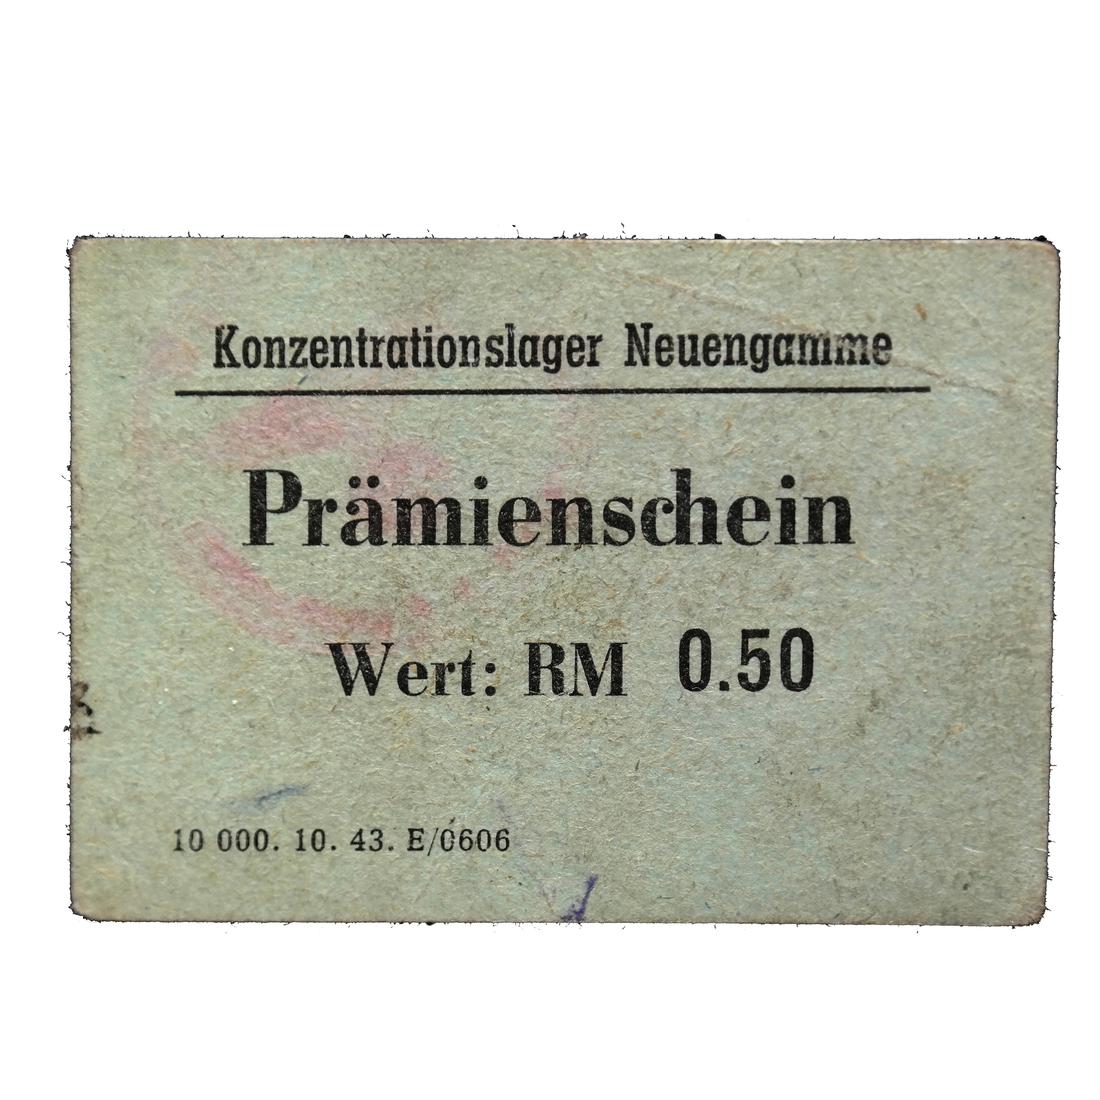 Konzentrationslager Neuengamme
Prämienschein
Wert: RM 0.50
10 000. 10. 43. E/0606